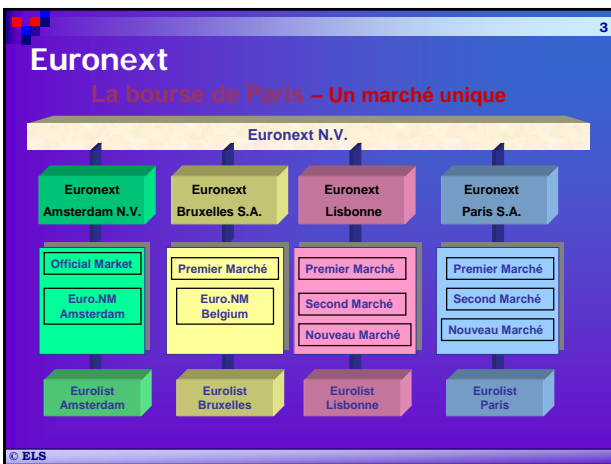 3
Euronext
La bourse de Paris – Un marché unique
Euronext N.V.
Euronext
Amsterdam N.V.
Euronext
Bruxelles S.A.
Euronext
Lisbonne
Euronext
Paris S.A.
Official Market
Euro.NM
Amsterdam
Premier Marché
Euro.NM
Belgium
Premier Marché
Second Marché
Nouveau Marché
Premier Marché
Second Marché
Nouveau Marché
Eurolist
Amsterdam
Eurolist
Bruxelles
Eurolist
Lisbonne
Eurolist
Paris
© ELS